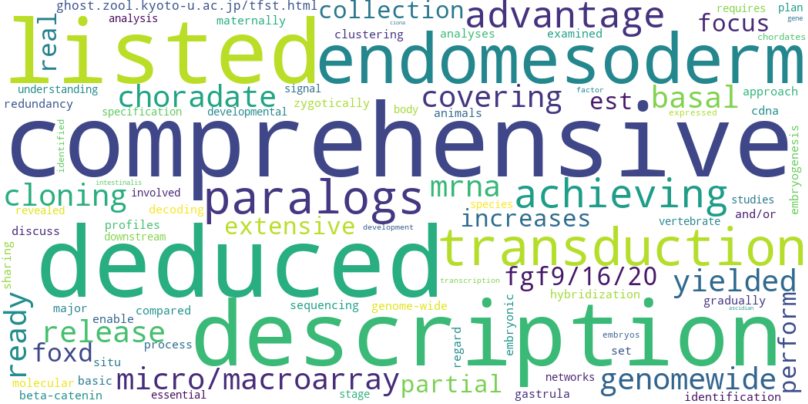 ghost.zool.kyoto-u.ac.jp/tfst.html
collection
advantage
requires
plan
gene
analysis
maternally
real
listed
endomesoderm
ciona
focus
chordates
clustering
analyses
examined
understanding
choradate
signal
covering
est
basal
approach
redundancy
specification
zygotically
developmental
body
animals
factor
expressed
cdna
comprehensive
identified
embryogenesis
intestinalis
cloning
involved
paralogs
mrna
achieving
species
studies
and/or
vertebrate
revealed
decoding
extensive
development
increases
discuss
profiles
downstream
sharing
deduced
transduction
transcription
fgf9/16/20
yielded
hybridization
gradually
ascidian
perform
ready
major
enable
compared
sequencing
genome-wide
release
description
regard
embryonic
embryos
set
foxd
process
situ
molecular
basic
micro/macroarray
partial
networks
genomewide
beta-catenin
essential
stage
gastrula
identification